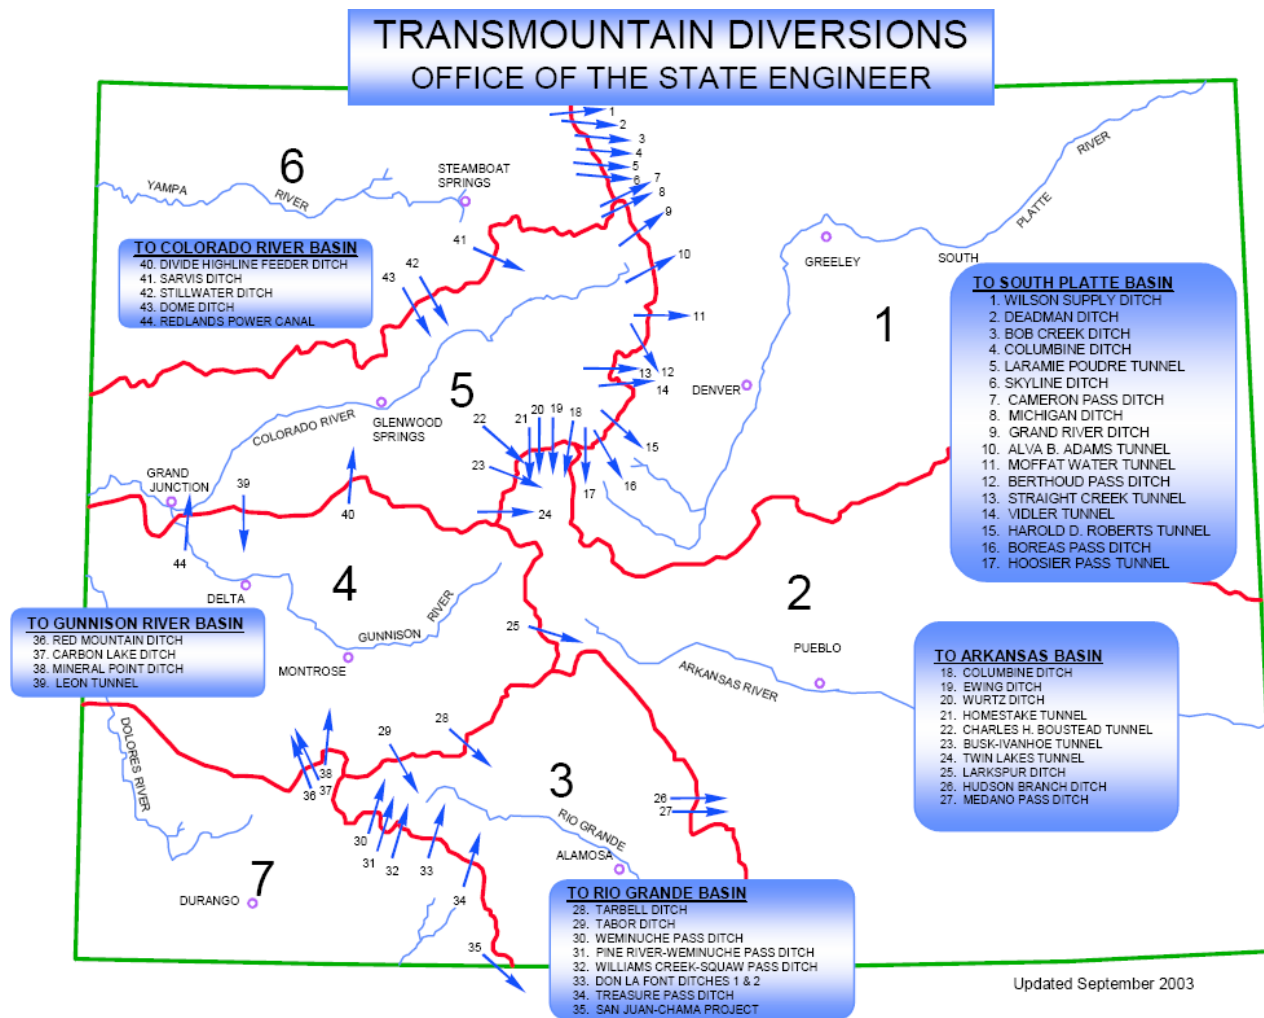 TRANSMOUNTAIN DIVERSIONS
OFFICE OF THE STATE ENGINEER
1
2
3
4
5
6
7
8
9
10
11
12
13
14
15
16
17
18
19
20
21
22
23
24
25
26
27
28
29
30
31
32
33
34
35
36
37
38
39
40
41
42
43
44
6
5
1
4
2
3
7
YAMPA
RIVER
STEAMBOAT
SPRINGS
GREELEY
SOUTH
PLATTE
RIVER
DENVER
COLORADO RIVER
GLENWOOD
SPRINGS
GRAND
JUNCTION
DELTA
MONTROSE
GUNNISON
RIVER
ARKANSAS RIVER
PUEBLO
DOLORES RIVER
DURANGO
RIO GRANDE
ALAMOSA
TO COLORADO RIVER BASIN
40. DIVIDE HIGHLINE FEEDER DITCH
41. SARVIS DITCH
42. STILLWATER DITCH
43. DOME DITCH
44. REDLANDS POWER CANAL
TO SOUTH PLATTE BASIN
1. WILSON SUPPLY DITCH
2. DEADMAN DITCH
3. BOB CREEK DITCH
4. COLUMBINE DITCH
5. LARAMIE POUDRE TUNNEL
6. SKYLINE DITCH
7. CAMERON PASS DITCH
8. MICHIGAN DITCH
9. GRAND RIVER DITCH
10. ALVA B. ADAMS TUNNEL
11. MOFFAT WATER TUNNEL
12. BERTHOUD PASS DITCH
13. STRAIGHT CREEK TUNNEL
14. VIDLER TUNNEL
15. HAROLD D. ROBERTS TUNNEL
16. BOREAS PASS DITCH
17. HOOSIER PASS TUNNEL
TO GUNNISON RIVER BASIN
36. RED MOUNTAIN DITCH
37. CARBON LAKE DITCH
38. MINERAL POINT DITCH
39. LEON TUNNEL
TO ARKANSAS BASIN
18. COLUMBINE DITCH
19. EWING DITCH
20. WURTZ DITCH
21. HOMESTAKE TUNNEL
22. CHARLES H. BOUSTEAD TUNNEL
23. BUSK-IVANHOE TUNNEL
24. TWIN LAKES TUNNEL
25. LARKSPUR DITCH
26. HUDSON BRANCH DITCH
27. MEDANO PASS DITCH
TO RIO GRANDE BASIN
28. TARBELL DITCH
29. TABOR DITCH
30. WEMINUCHE PASS DITCH
31. PINE RIVER-WEMINUCHE PASS DITCH
32. WILLIAMS CREEK-SQUAW PASS DITCH
33. DON LA FONT DITCHES 1 & 2
34. TREASURE PASS DITCH
35. SAN JUAN-CHAMA PROJECT
Updated September 2003